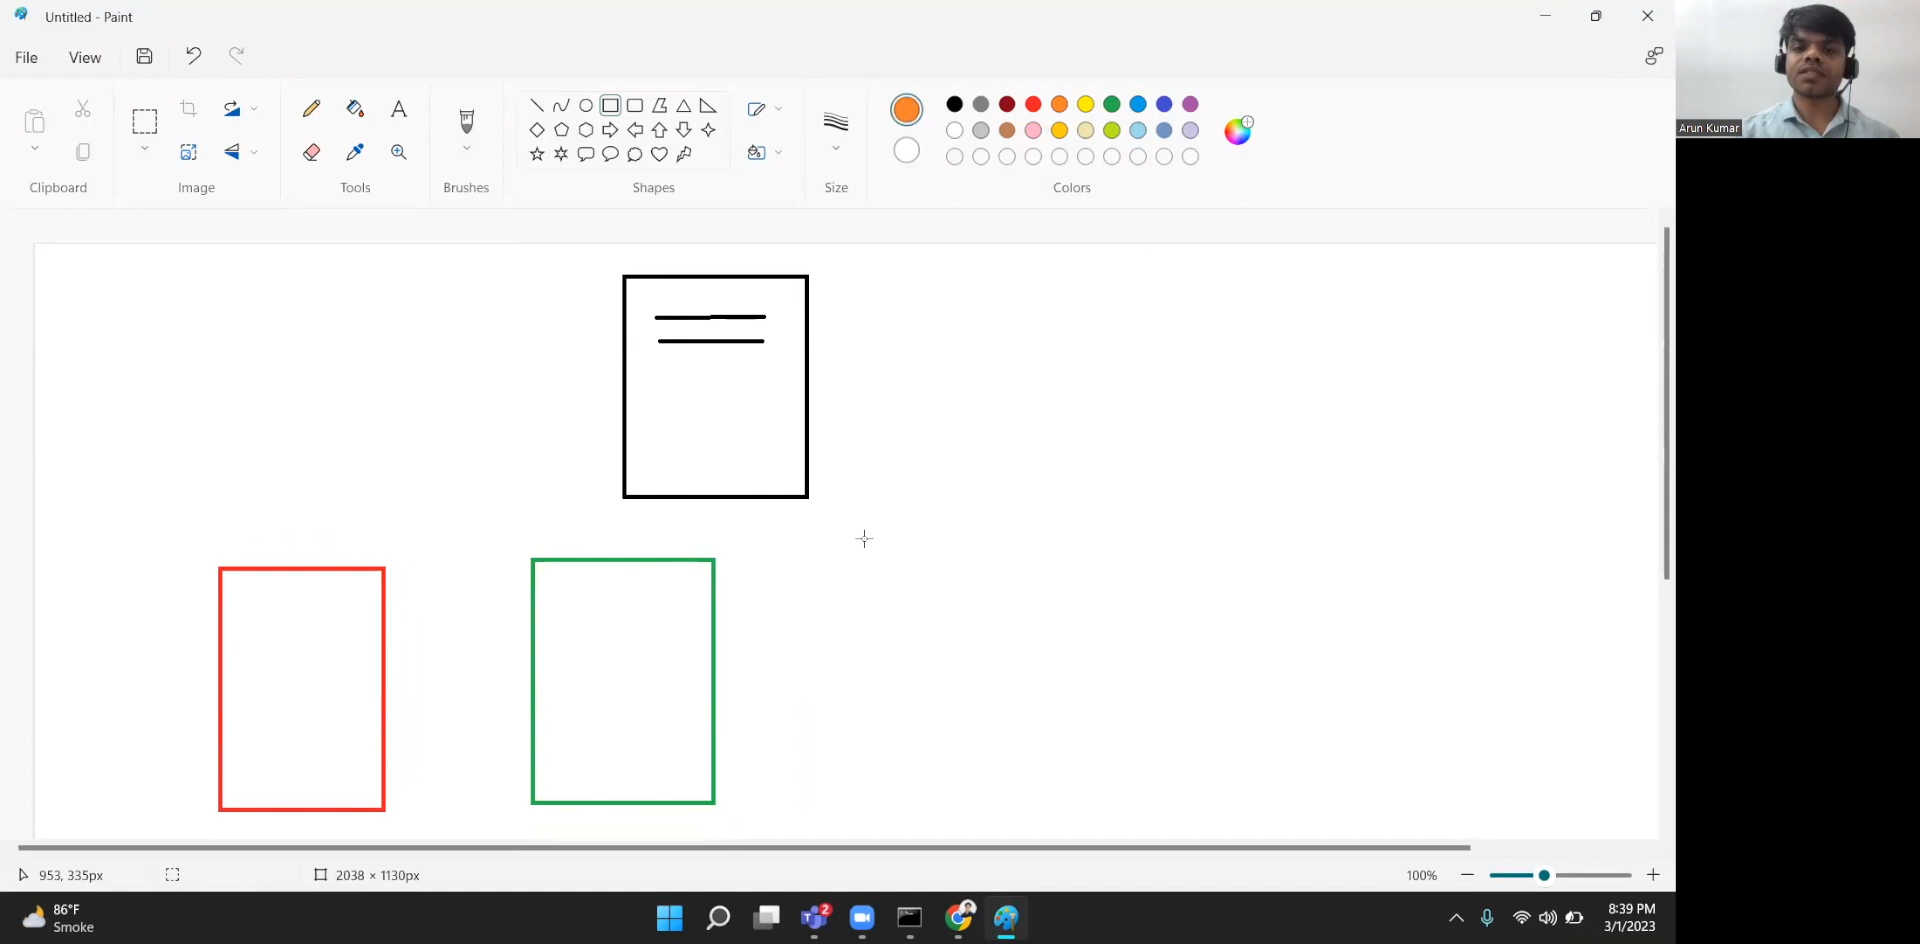 Untitled - Paint
File View
Clipboard
Image
Tools
Brushes
Shapes
Size
Colors
Arun Kumar
953, 335px
2038 × 1130px
100%
86°F
Smoke
2
8:39 PM
3/1/2023